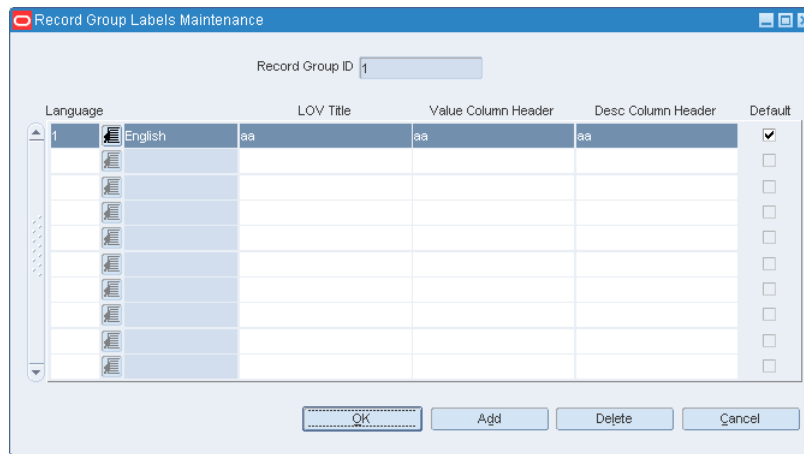 Record Group Labels Maintenance
Record Group ID 1
Language LOV Title Value Column Header Desc Column Header Default
1 English aa aa aa
OK Add Delete Cancel